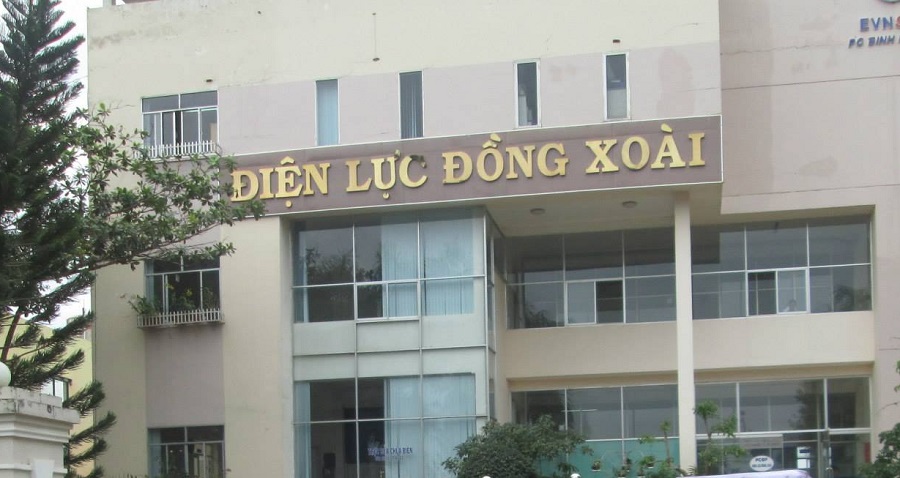 EVN
PC BINH
ĐIỆN LỰC ĐỒNG XOÀI